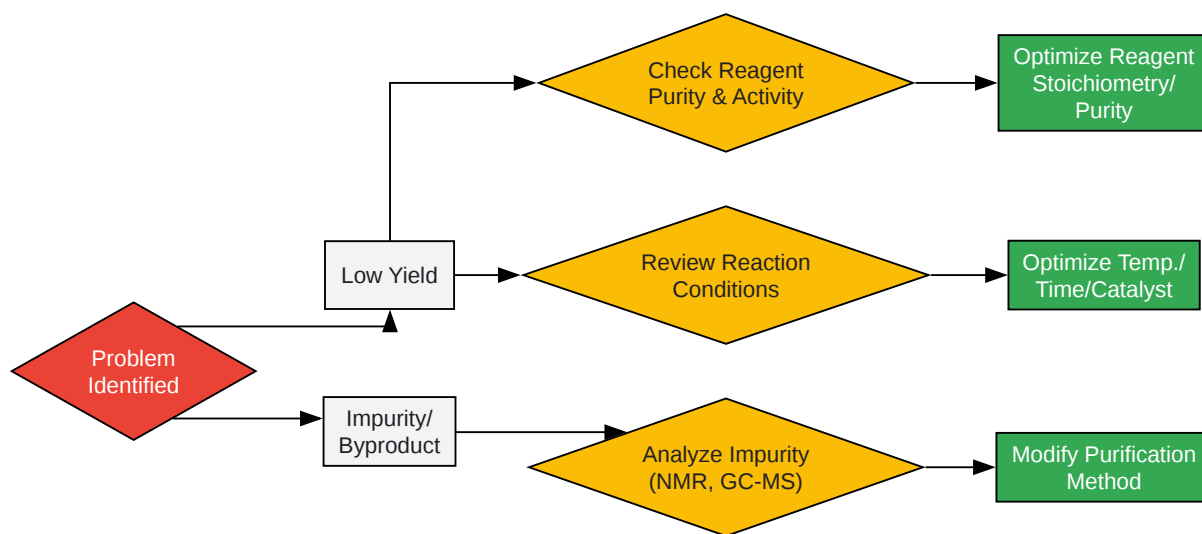 Check Reagent
Purity & Activity
Optimize Reagent
Stoichiometry/
Purity
Low Yield
Review Reaction
Conditions
Optimize Temp./
Time/Catalyst
Problem
Identified
Impurity/
Byproduct
Analyze Impurity
(NMR, GC-MS)
Modify Purification
Method